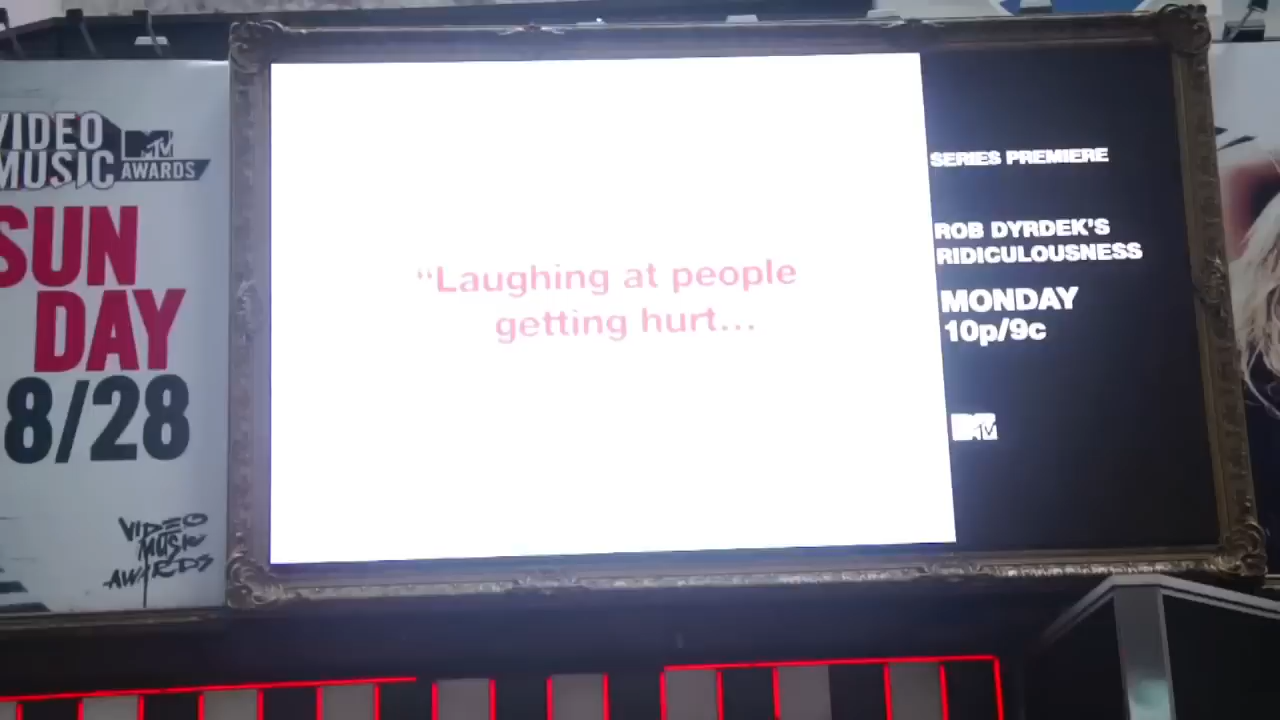 VIDEO
MUSIC
MTV
AWARDS
SUN
DAY
8/28
VIDEO
MUSIC
AWARDS
“Laughing at people
getting hurt...
SERIES PREMIERE
ROB DYRDEK'S
RIDICULOUSNESS
MONDAY
10p/9c
MTV